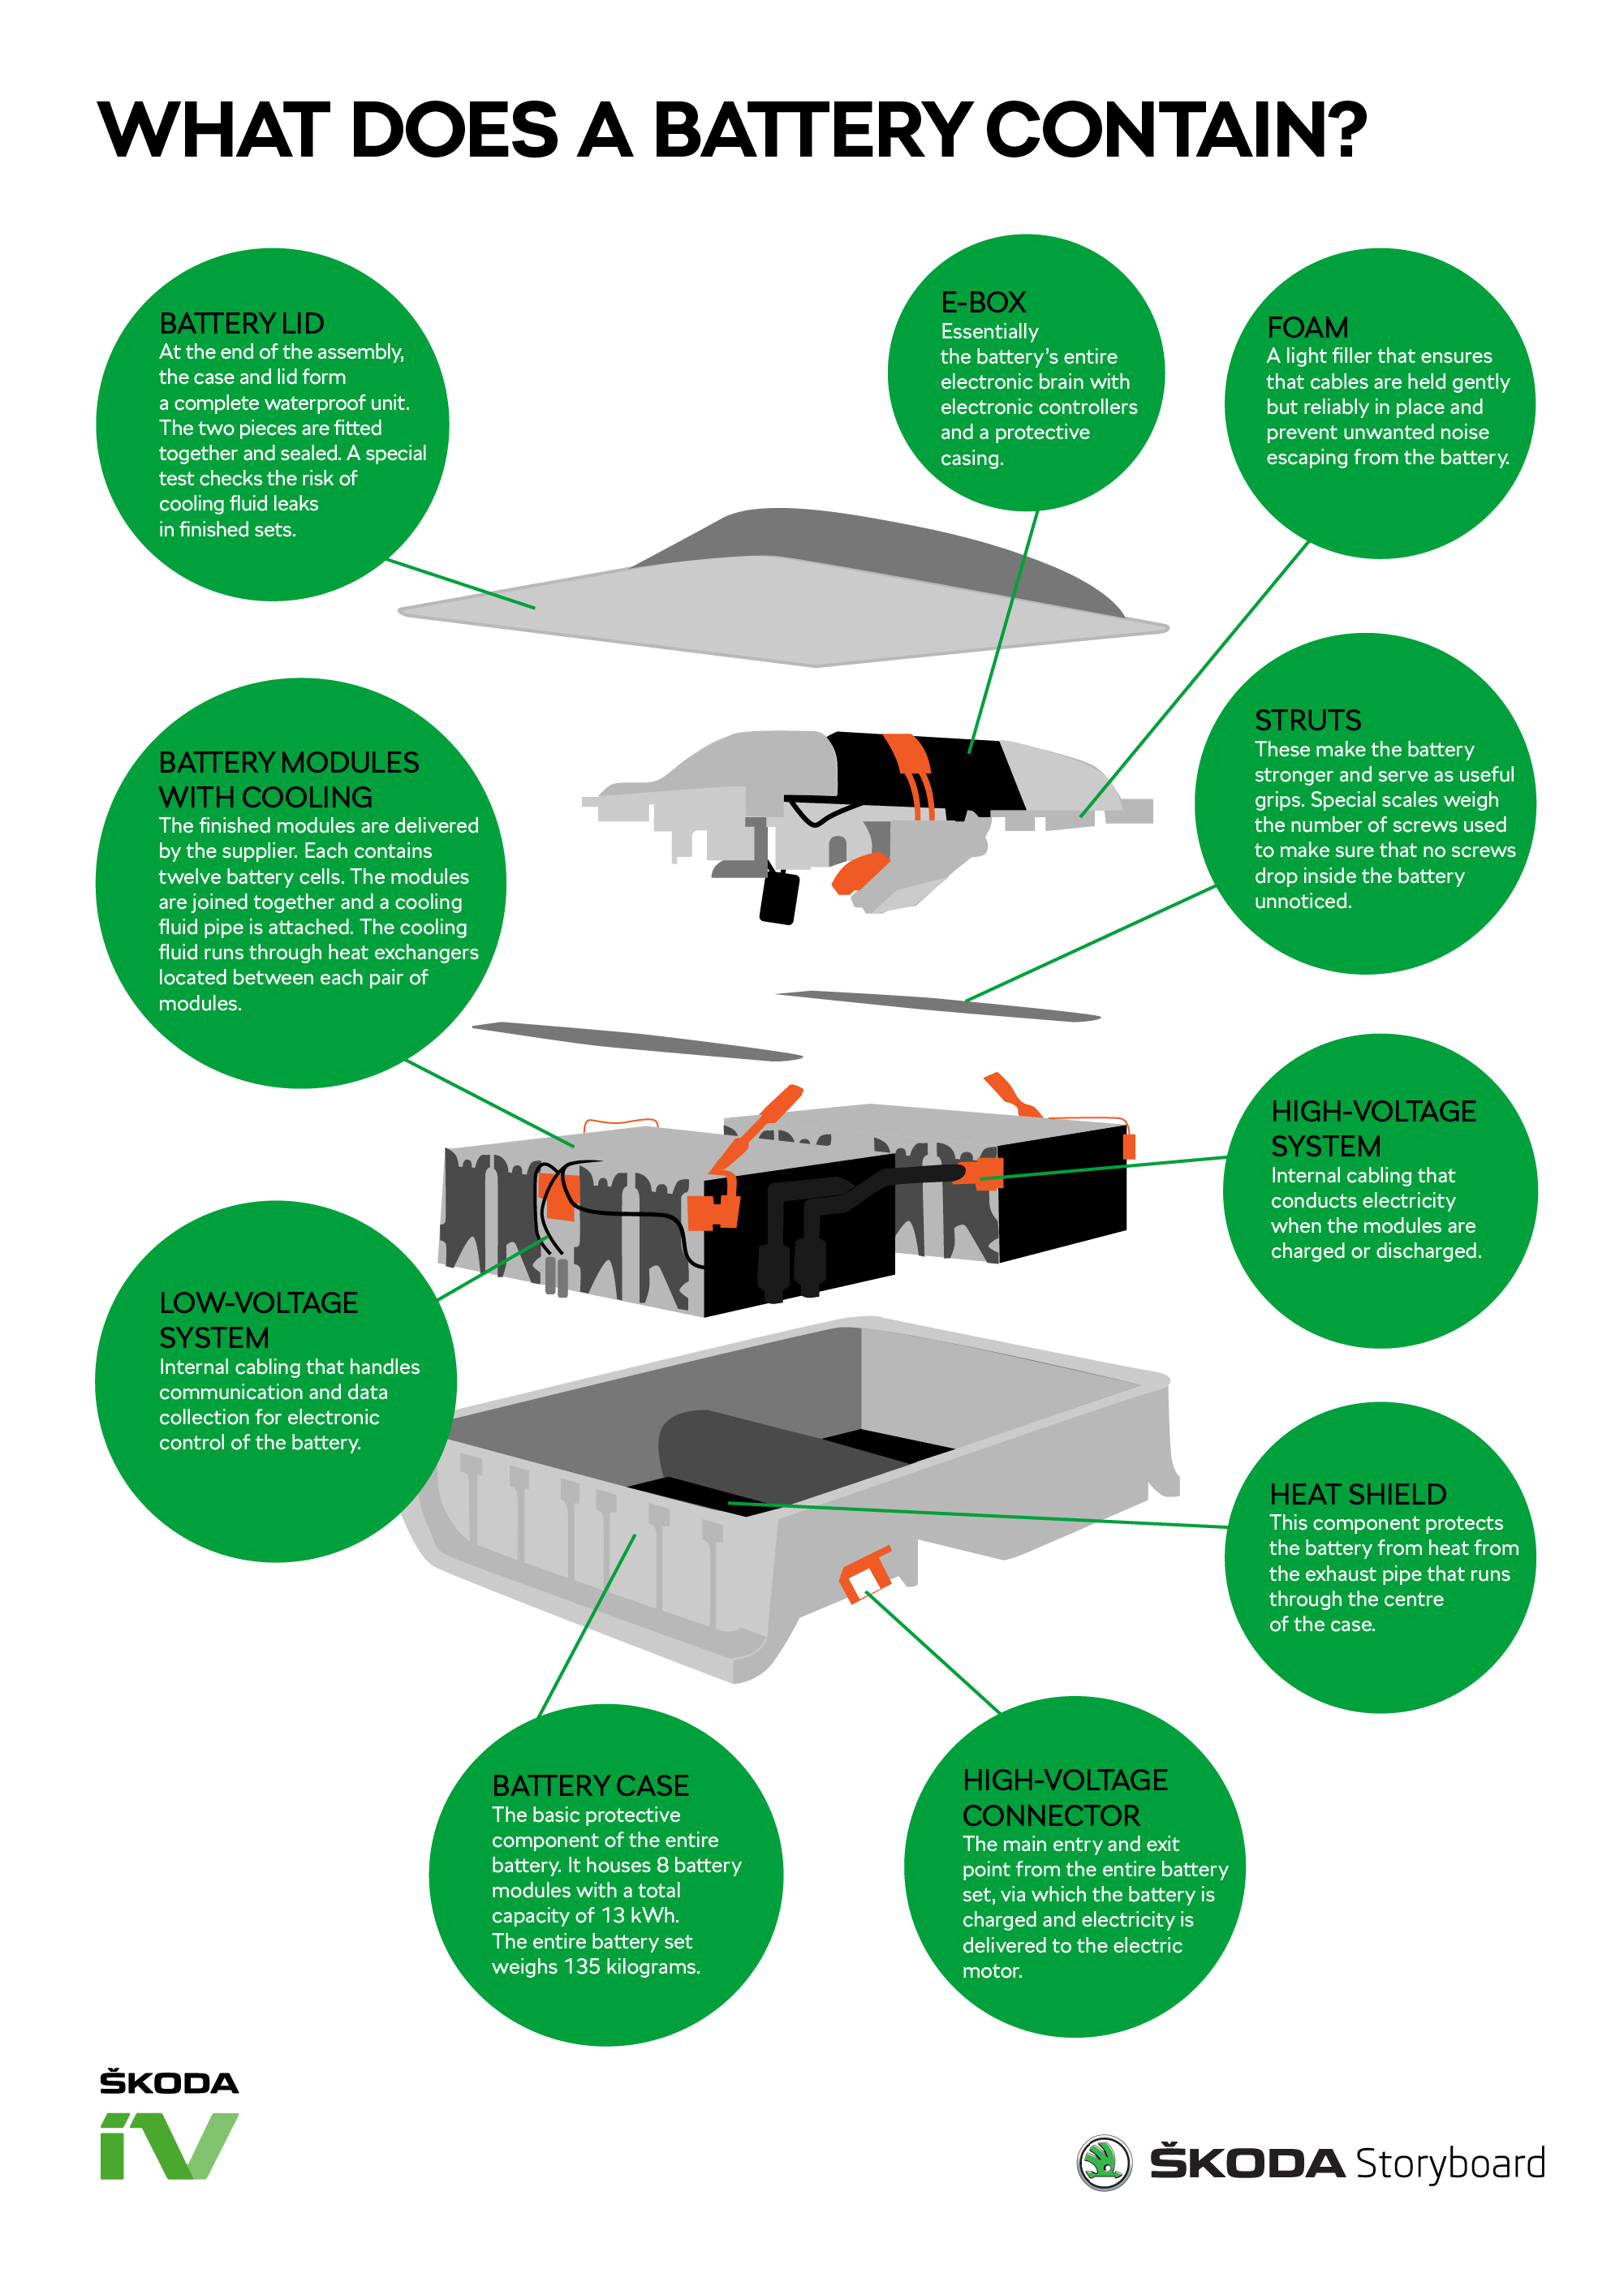 WHAT DOES A BATTERY CONTAIN?
BATTERY LID
At the end of the assembly,
the case and lid form
a complete waterproof unit.
The two pieces are fitted
together and sealed. A special
test checks the risk of
cooling fluid leaks
in finished sets.
E-BOX
Essentially
the battery’s entire
electronic brain with
electronic controllers
and a protective
casing.
FOAM
A light filler that ensures
that cables are held gently
but reliably in place and
prevent unwanted noise
escaping from the battery.
BATTERY MODULES
WITH COOLING
The finished modules are delivered
by the supplier. Each contains
twelve battery cells. The modules
are joined together and a cooling
fluid pipe is attached. The cooling
fluid runs through heat exchangers
located between each pair of
modules.
STRUTS
These make the battery
stronger and serve as useful
grips. Special scales weigh
the number of screws used
to make sure that no screws
drop inside the battery
unnoticed.
HIGH-VOLTAGE
SYSTEM
Internal cabling that
conducts electricity
when the modules are
charged or discharged.
LOW-VOLTAGE
SYSTEM
Internal cabling that handles
communication and data
collection for electronic
control of the battery.
HEAT SHIELD
This component protects
the battery from heat from
the exhaust pipe that runs
through the centre
of the case.
BATTERY CASE
The basic protective
component of the entire
battery. It houses 8 battery
modules with a total
capacity of 13 kWh.
The entire battery set
weighs 135 kilograms.
HIGH-VOLTAGE
CONNECTOR
The main entry and exit
point from the entire battery
set, via which the battery is
charged and electricity is
delivered to the electric
motor.
ŠKODA
iV
ŠKODA Storyboard